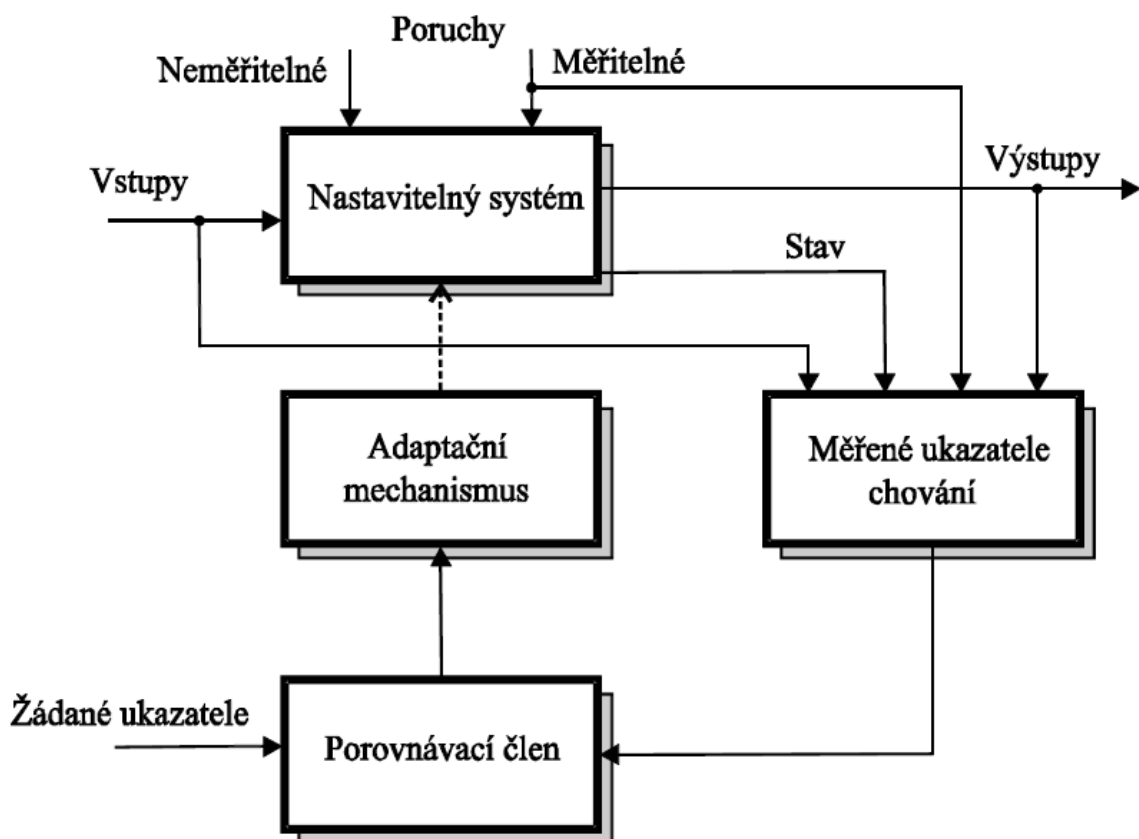 Poruchy
Neměřitelné
Měřitelné
Vstupy
Nastavitelný systém
Výstupy
Stav
Adaptační
mechanismus
Měřené ukazatele
chování
Žádané ukazatele
Porovnávací člen